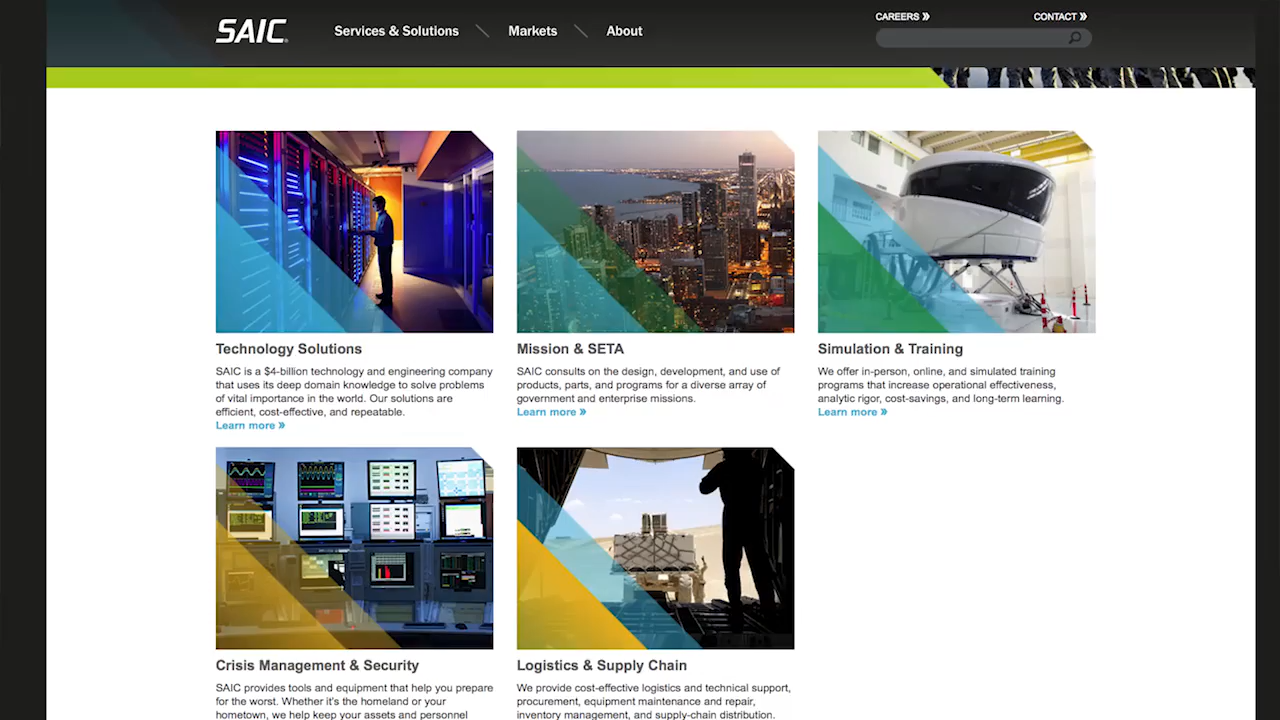 SAIC
Services & Solutions
Markets
About
CAREERS »
CONTACT »
Technology Solutions
SAIC is a $4-billion technology and engineering company
that uses its deep domain knowledge to solve problems
of vital importance in the world. Our solutions are
efficient, cost-effective, and repeatable.
Learn more »
Mission & SETA
SAIC consults on the design, development, and use of
products, parts, and programs for a diverse array of
government and enterprise missions.
Learn more »
Simulation & Training
We offer in-person, online, and simulated training
programs that increase operational effectiveness,
analytic rigor, cost-savings, and long-term learning.
Learn more »
Crisis Management & Security
SAIC provides tools and equipment that help you prepare
for the worst. Whether it's the homeland or your
hometown, we help keep your assets and personnel
Logistics & Supply Chain
We provide cost-effective logistics and technical support,
procurement, equipment maintenance and repair,
inventory management, and supply-chain distribution.